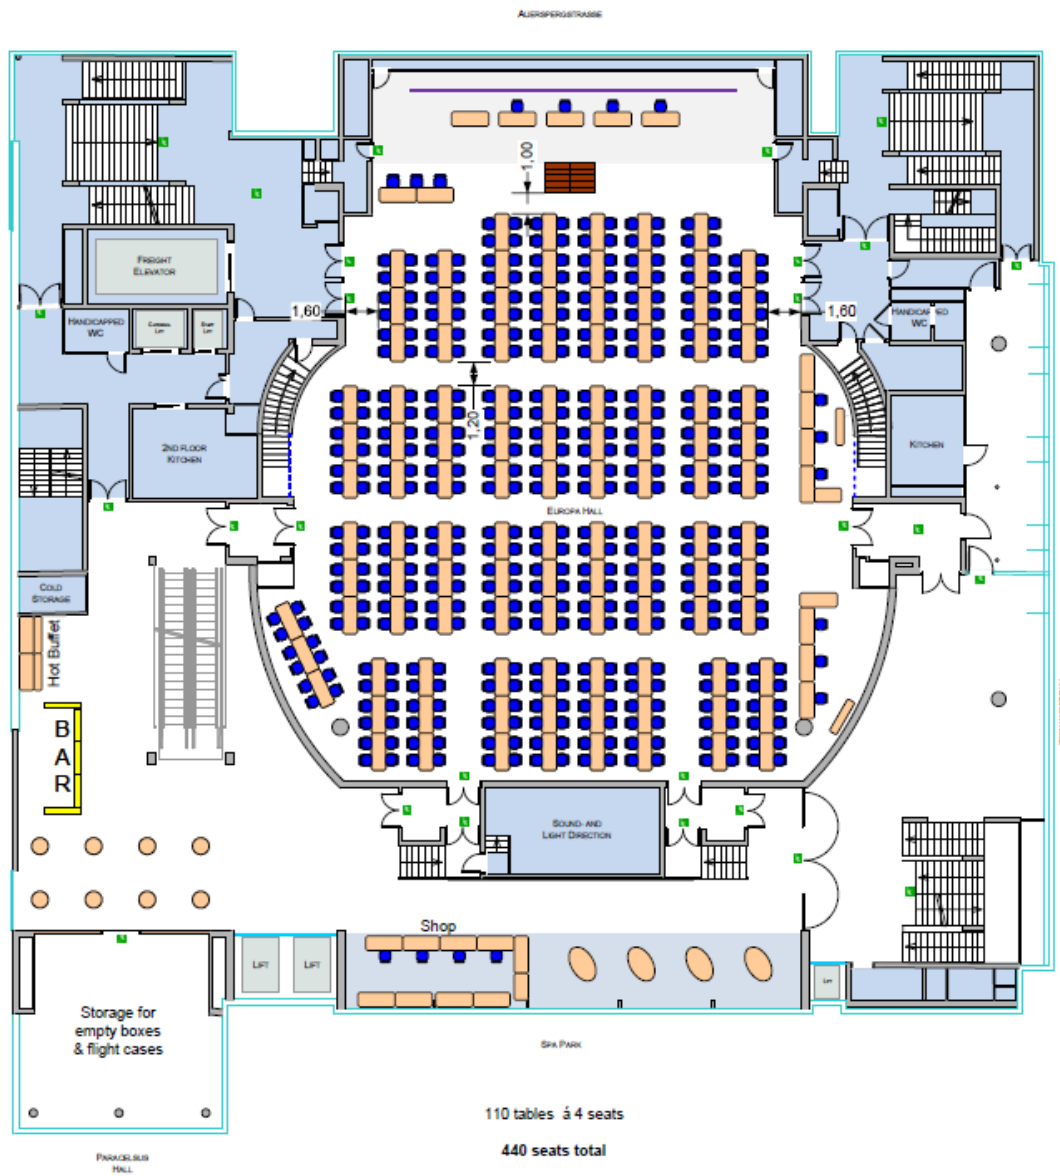 AUERSPERGSTRASSE
1,00
FREIGHT
ELEVATOR
1,60
1,60
HANDICAPPED
WC
LIFT
LIFT
HANDICAPPED
WC
1,20
2ND FLOOR
KITCHEN
KITCHEN
EUROPA HALL
COLD
STORAGE
Hot Buffet
BAR
SOUND- AND
LIGHT DIRECTION
Shop
LIFT
LIFT
LIFT
Storage for
empty boxes
& flight cases
SPA PARK
110 tables á 4 seats
440 seats total
PARACELSUS
HALL